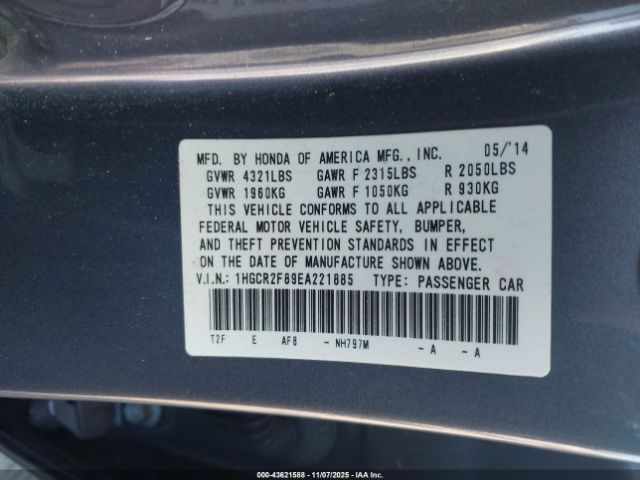 MFD. BY HONDA OF AMERICA MFG., INC. 05/'14
GVWR 4321LBS GAWR F 2315LBS R 2050LBS
GVWR 1960KG GAWR F 1050KG R 930KG
THIS VEHICLE CONFORMS TO ALL APPLICABLE
FEDERAL MOTOR VEHICLE SAFETY, BUMPER,
AND THEFT PREVENTION STANDARDS IN EFFECT
ON THE DATE OF MANUFACTURE SHOWN ABOVE.
V.I.N.: 1HGCR2F89EA221885 TYPE: PASSENGER CAR
T2F E AF8 - NH797M - A - A
000-43621588 11/07/2025 IAA Inc.